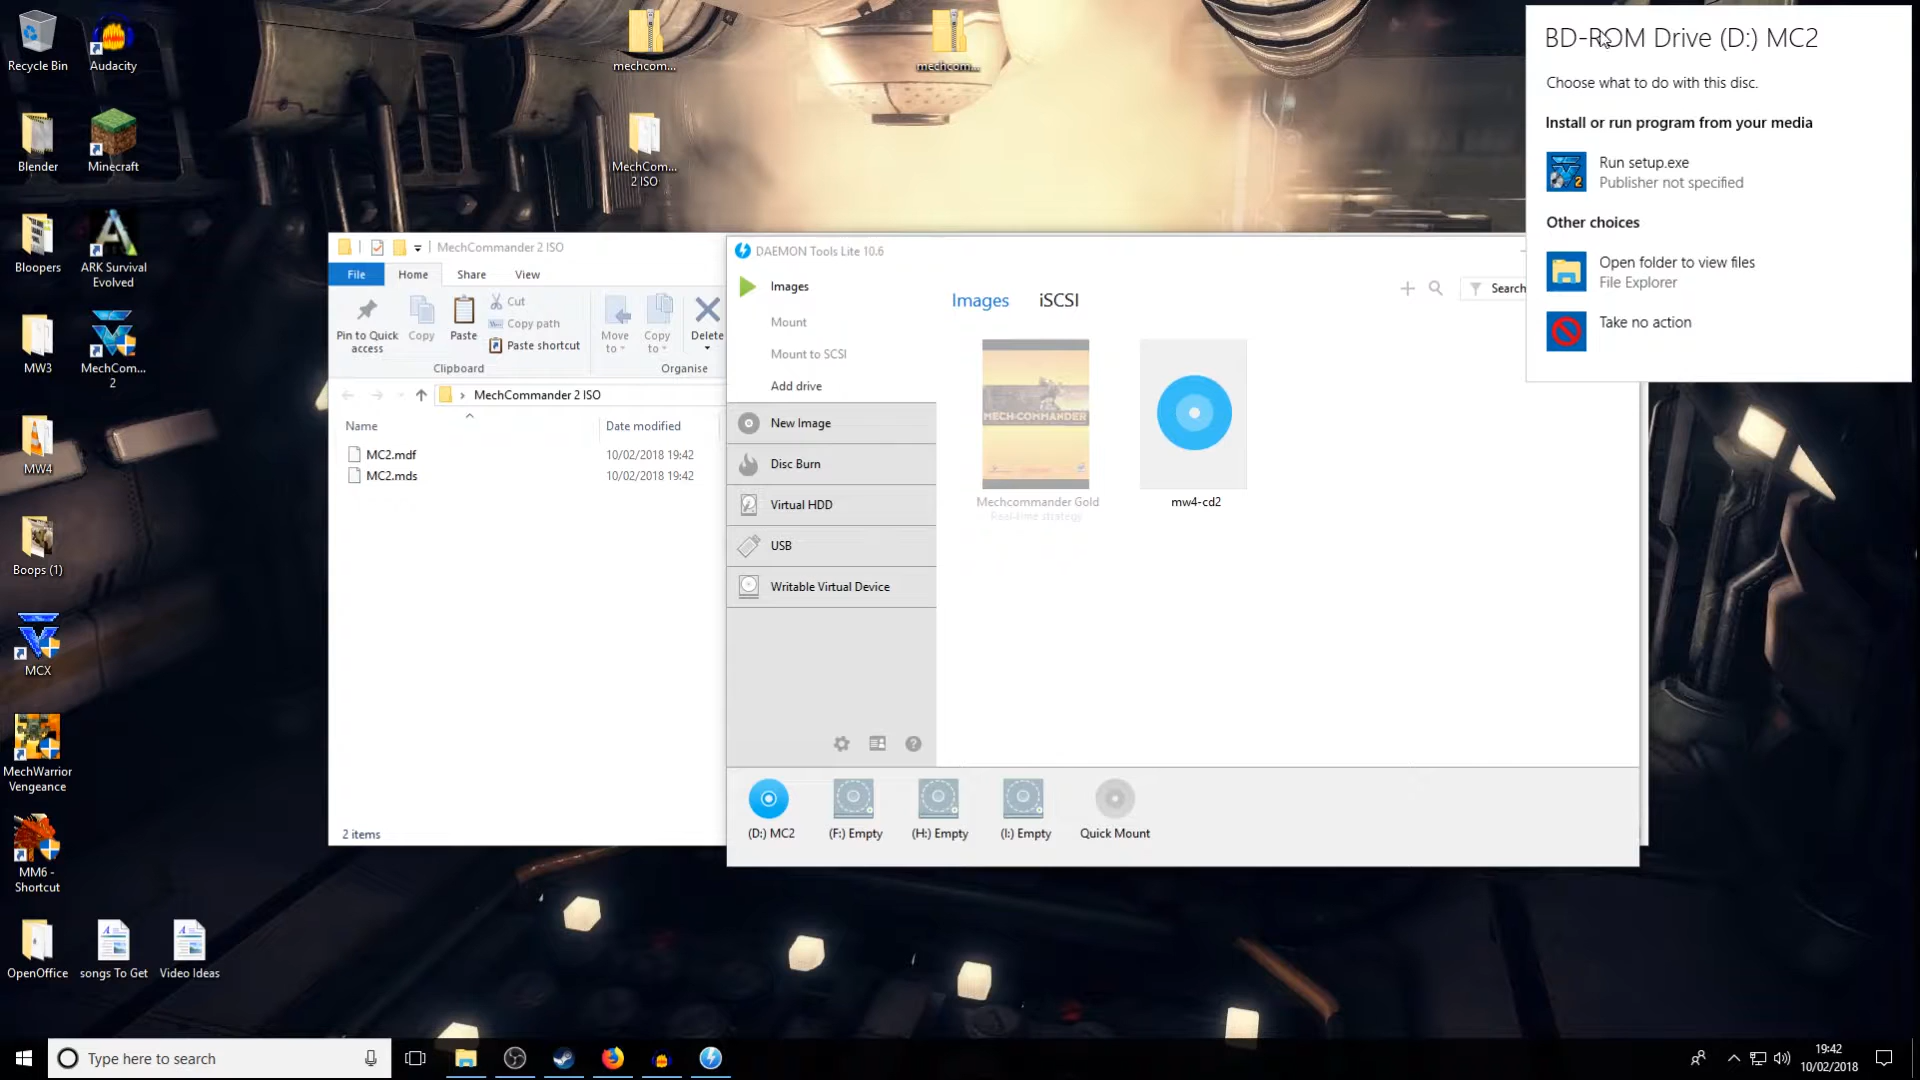 Recycle Bin
Audacity
Blender
Minecraft
Bloopers
ARK Survival
Evolved
MW3
MechCom...
2
MW4
Boops (1)
MCX
MechWarrior
Vengeance
MM6 -
Shortcut
OpenOffice
songs To Get
Video Ideas
mechcom...
mechcom...
MechCom...
2 ISO
MechCommander 2 ISO
File
Home
Share
View
Pin to Quick
access
Copy
Paste
Cut
Copy path
Paste shortcut
Move
to
Copy
to
Delete
Clipboard
Organise
MechCommander 2 ISO
Name
Date modified
MC2.mdf
10/02/2018 19:42
MC2.mds
10/02/2018 19:42
2 items
DAEMON Tools Lite 10.6
Images
Mount
Mount to SCSI
Add drive
New Image
Disc Burn
Virtual HDD
USB
Writable Virtual Device
Images
iSCSI
Search
MECH-COMMANDER
Mechcommander Gold
Real-time strategy
mw4-cd2
(D:) MC2
(F:) Empty
(H:) Empty
(I:) Empty
Quick Mount
BD-ROM Drive (D:) MC2
Choose what to do with this disc.
Install or run program from your media
Run setup.exe
Publisher not specified
Other choices
Open folder to view files
File Explorer
Take no action
Type here to search
19:42
10/02/2018